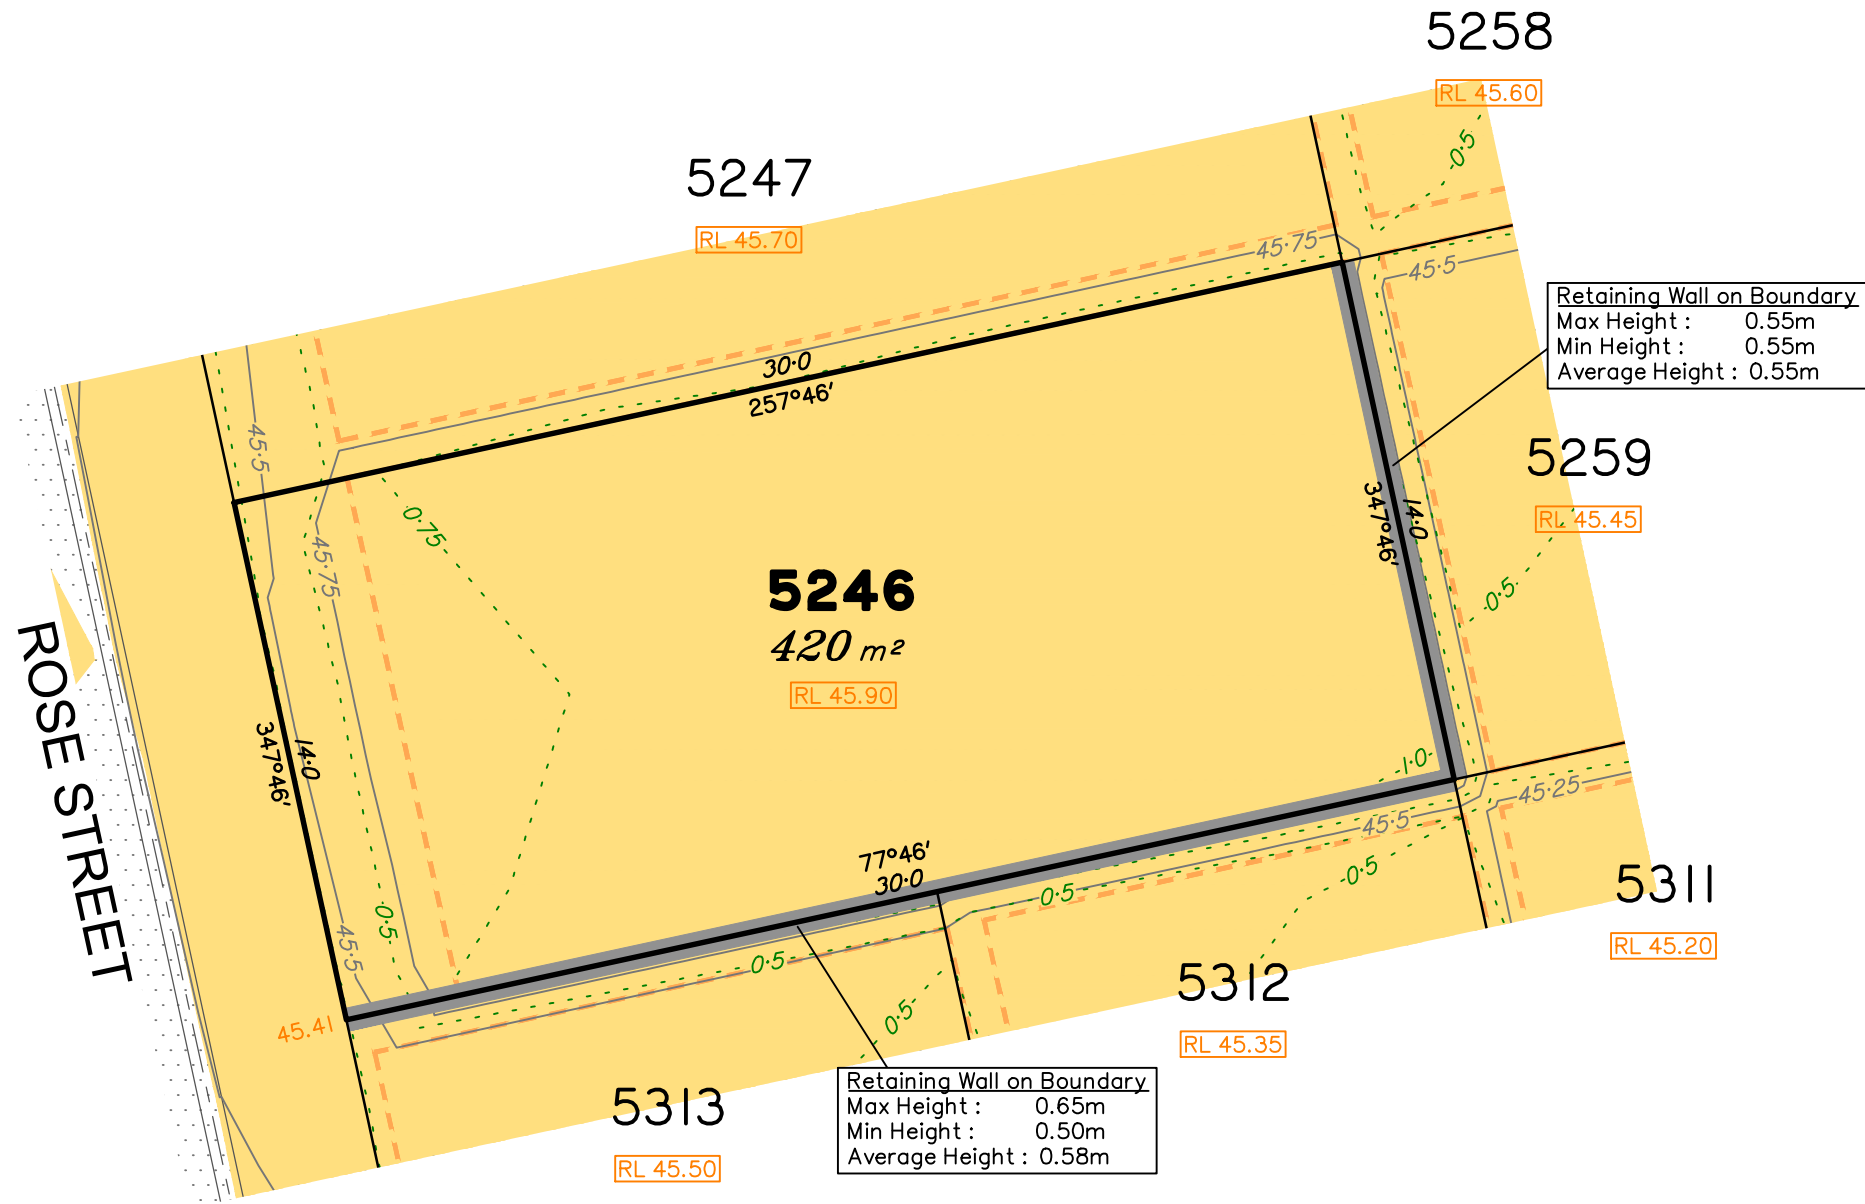 5258
RL 45.60
0·5
5247
RL 45.70
45·75
45·5
Retaining Wall on Boundary
Max Height : 0.55m
Min Height : 0.55m
Average Height : 0.55m
30·0
257°46′
45·5
0·75
45·75
5259
RL 45.45
14·0
347°46′
0·5
5246
420 m²
RL 45.90
ROSE STREET
14·0
347°46′
1·0
45·25
45·5
77°46′
30·0
0·5
0·5
0·5
45·5
0·5
0·5
45.41
5311
RL 45.20
5312
RL 45.35
5313
RL 45.50
Retaining Wall on Boundary
Max Height : 0.65m
Min Height : 0.50m
Average Height : 0.58m